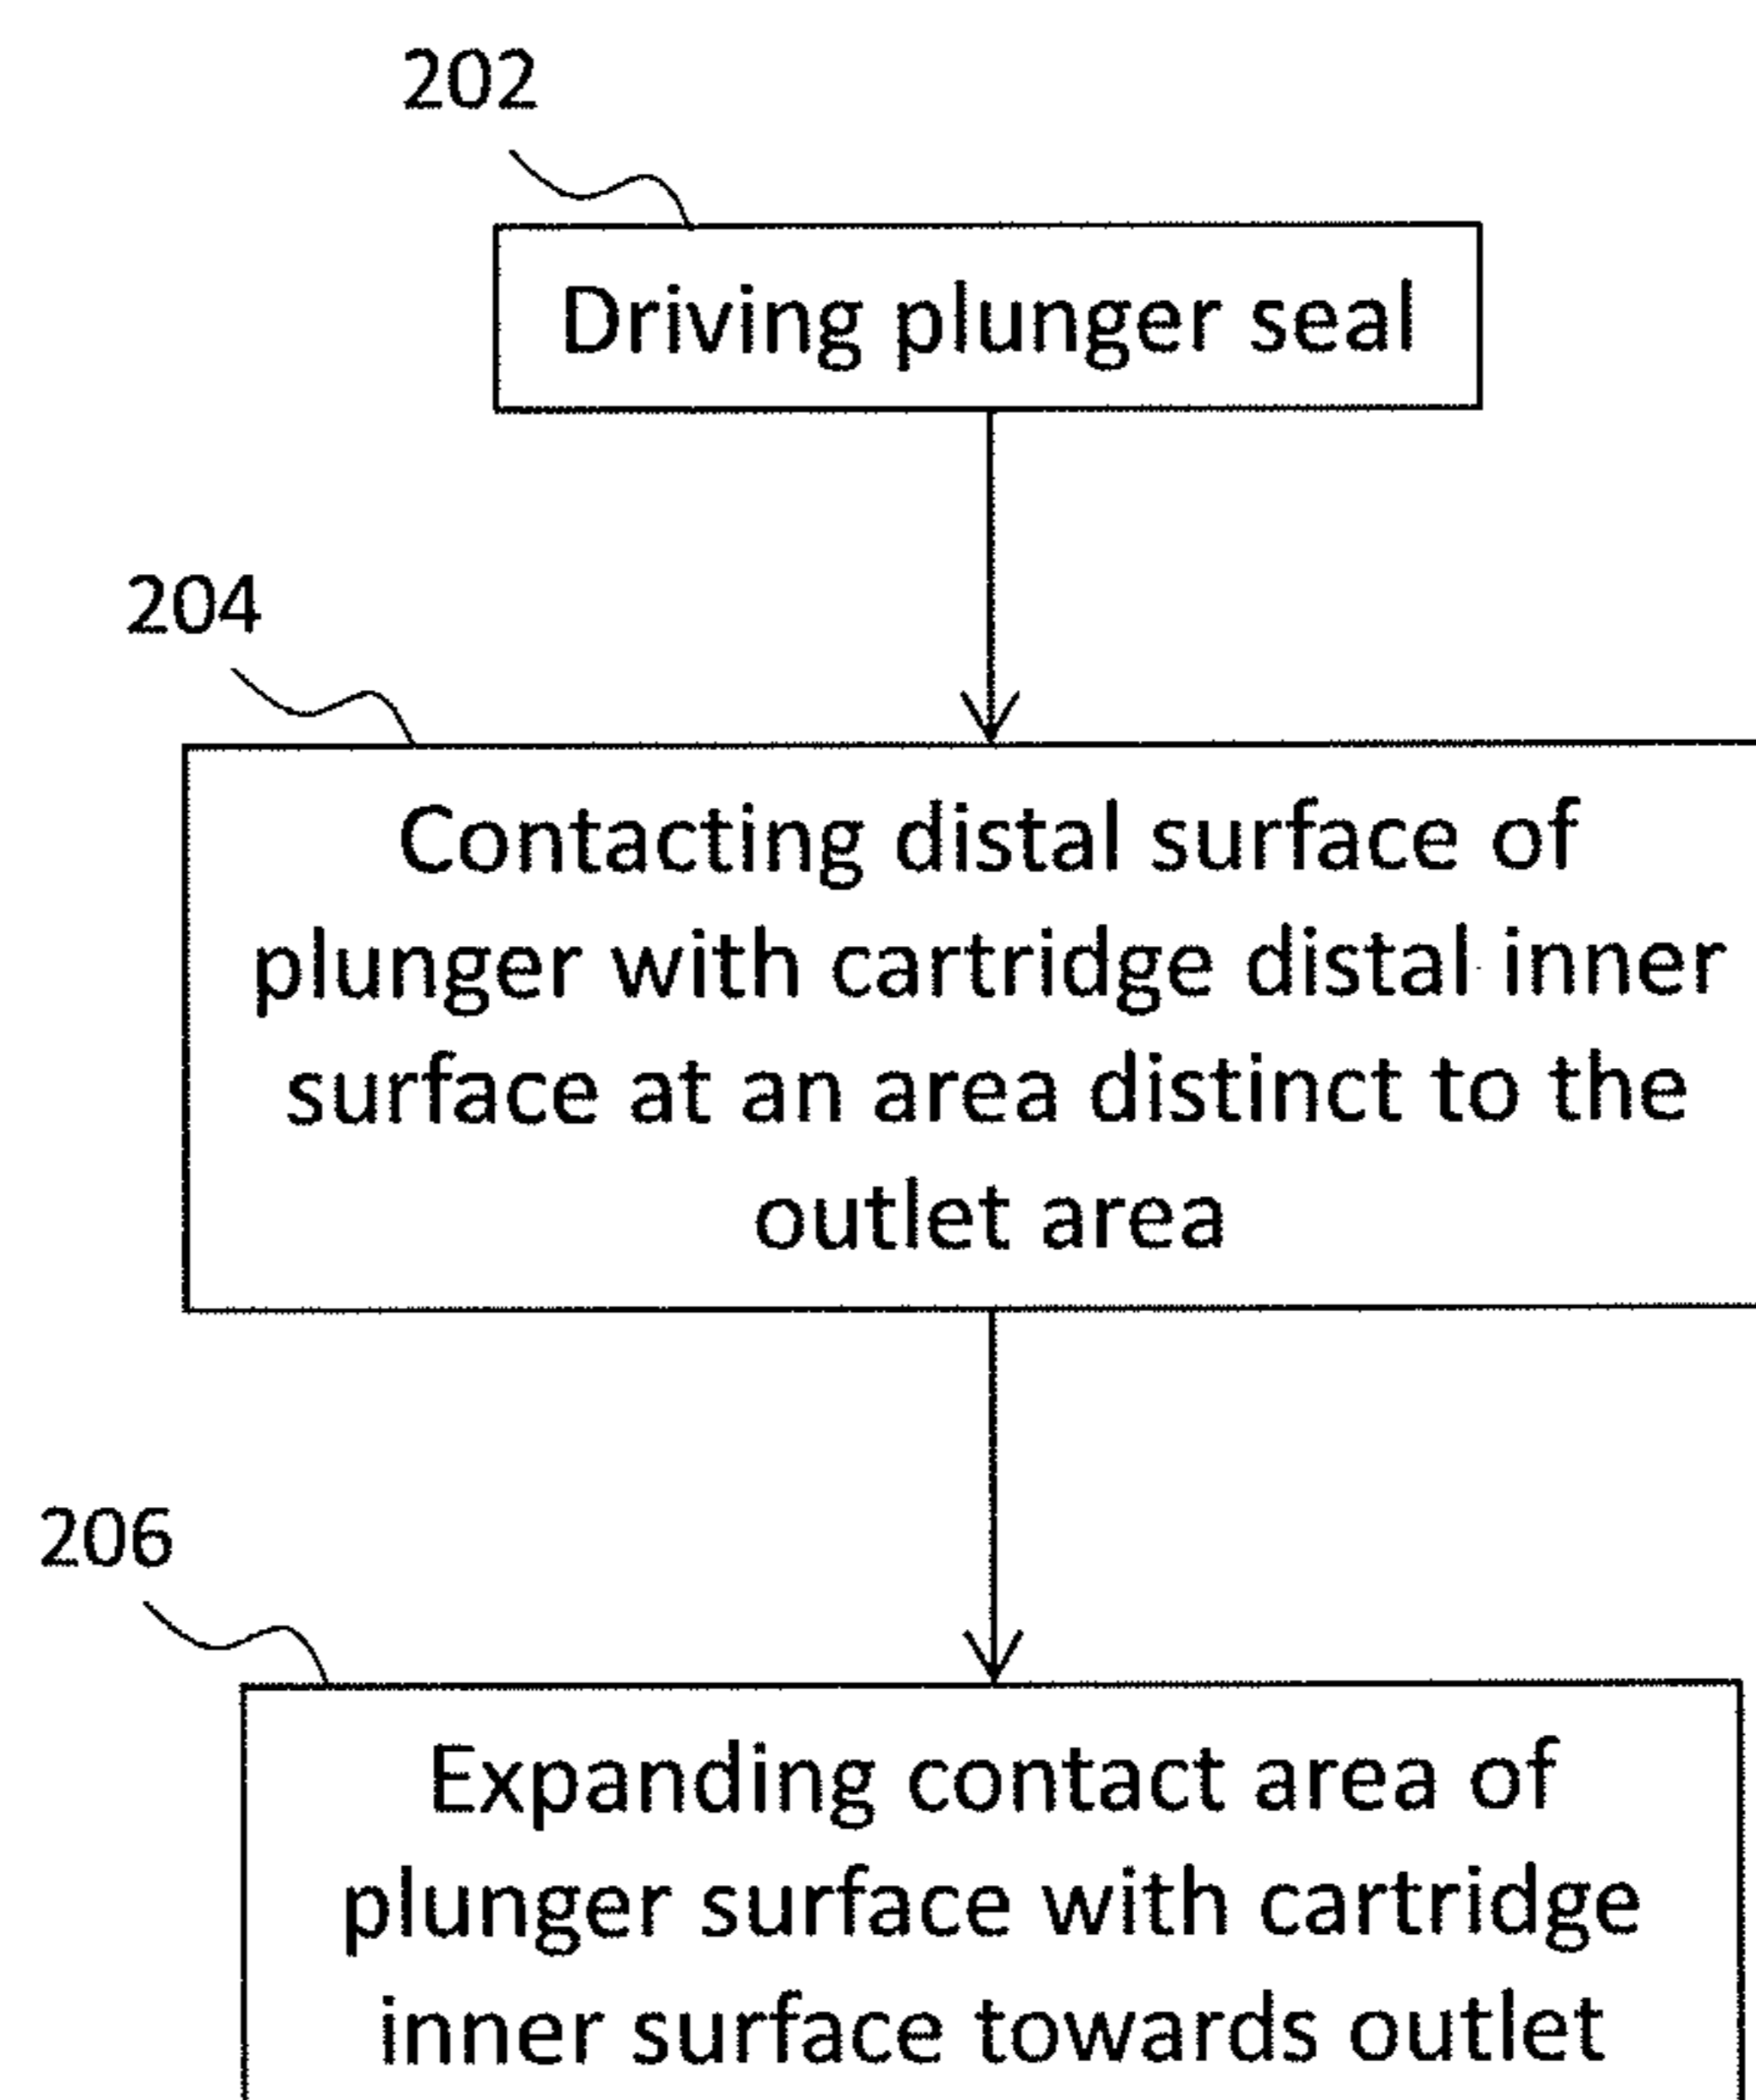 202
Driving plunger seal
204
Contacting distal surface of
plunger with cartridge distal inner
surface at an area distinct to the
outlet area
206
Expanding contact area of
plunger surface with cartridge
inner surface towards outlet